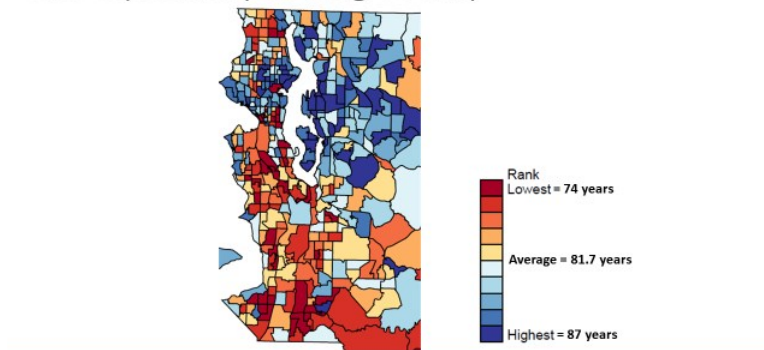 Rank
Lowest = 74 years
Average = 81.7 years
Highest = 87 years